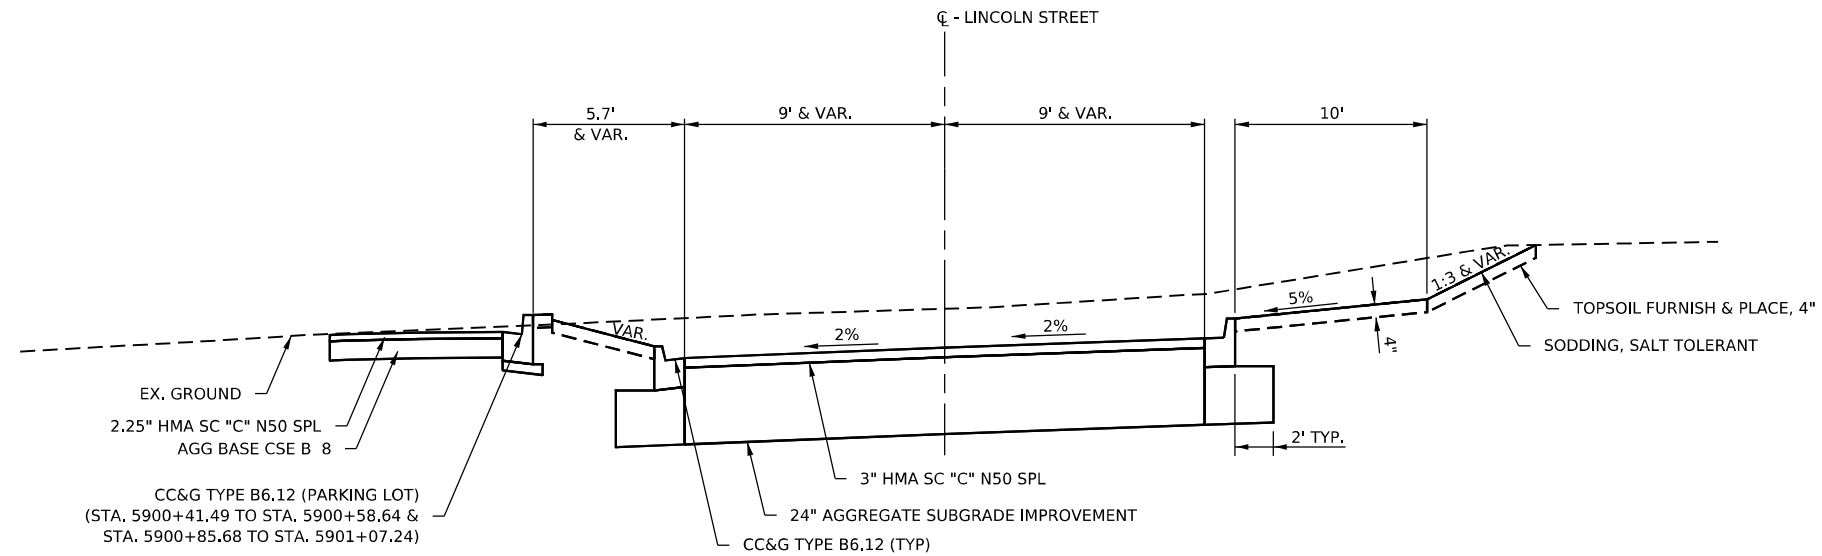 ℄ - LINCOLN STREET
5.7'
& VAR.
9' & VAR.
9' & VAR.
10'
VAR.
2%
2%
5%
1:3 & VAR.
4"
TOPSOIL FURNISH & PLACE, 4"
SODDING, SALT TOLERANT
EX. GROUND
2.25" HMA SC "C" N50 SPL
AGG BASE CSE B 8
CC&G TYPE B6.12 (PARKING LOT)
(STA. 5900+41.49 TO STA. 5900+58.64 &
STA. 5900+85.68 TO STA. 5901+07.24)
2' TYP.
3" HMA SC "C" N50 SPL
24" AGGREGATE SUBGRADE IMPROVEMENT
CC&G TYPE B6.12 (TYP)